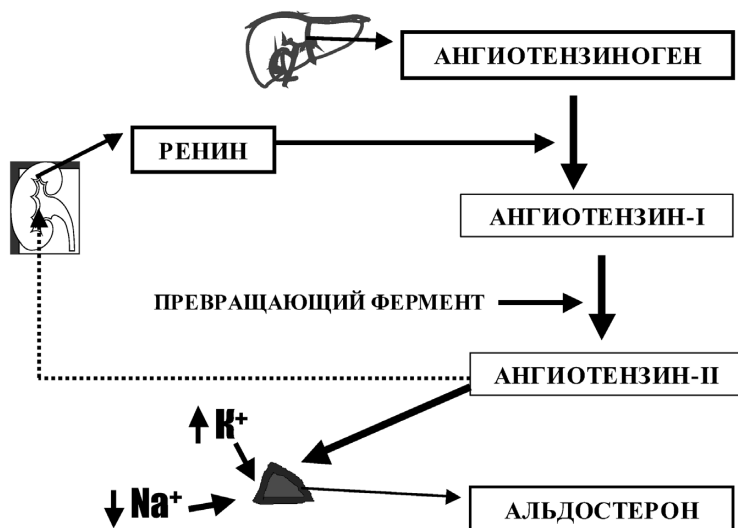 АНГИОТЕНЗИНОГЕН
РЕНИН
АНГИОТЕНЗИН-I
ПРЕВРАЩАЮЩИЙ ФЕРМЕНТ
АНГИОТЕНЗИН-II
↑ K⁺
↓ Na⁺
АЛЬДОСТЕРОН